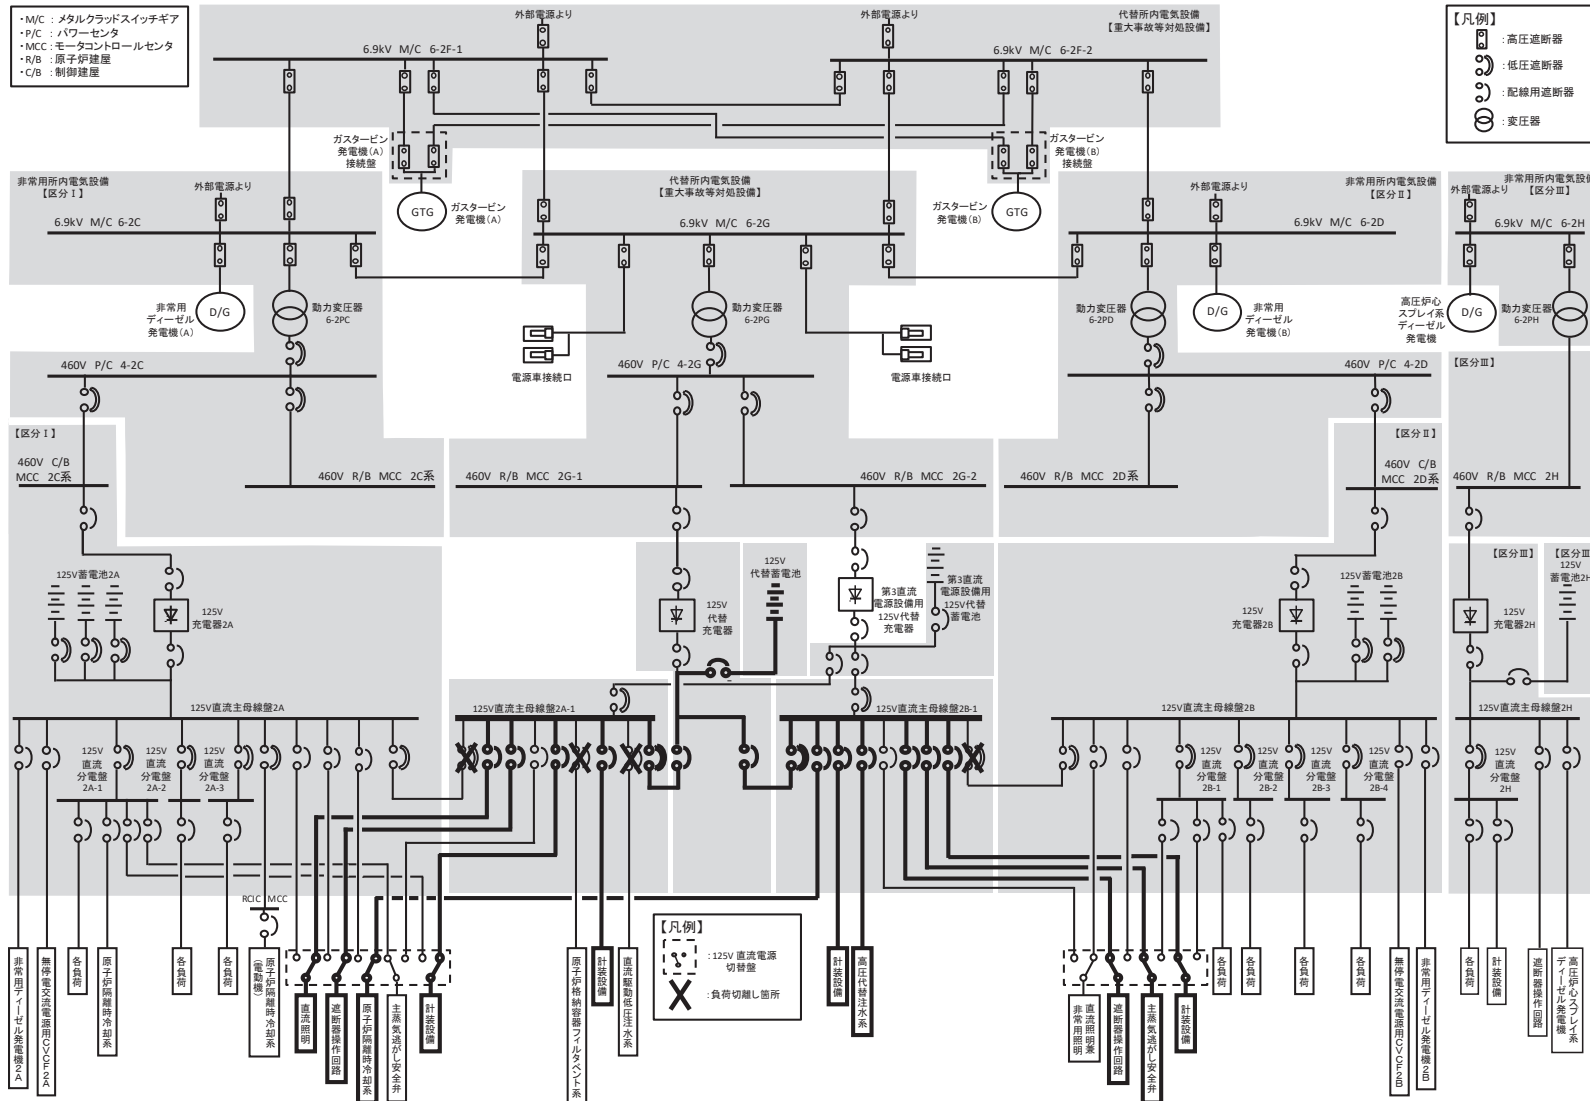 ・M/C ：メタルクラッドスイッチギア
・P/C ：パワーセンタ
・MCC：モータコントロールセンタ
・R/B ：原子炉建屋
・C/B ：制御建屋
外部電源より
外部電源より
代替所内電気設備
【重大事故等対処設備】
【凡例】
：高圧遮断器
：低圧遮断器
：配線用遮断器
：変圧器
6.9kV M/C 6-2F-1
6.9kV M/C 6-2F-2
ガスタービン
発電機(A)
接続盤
ガスタービン
発電機(B)
接続盤
非常用所内電気設備
【区分Ⅰ】
外部電源より
6.9kV M/C 6-2C
GTG
ガスタービン
発電機(A)
代替所内電気設備
【重大事故等対処設備】
6.9kV M/C 6-2G
ガスタービン
発電機(B)
GTG
外部電源より
非常用所内電気設備
【区分Ⅱ】
6.9kV M/C 6-2D
非常用所内電気設
【区分Ⅲ】
外部電源より
6.9kV M/C 6-2H
非常用
ディーゼル
発電機(A)
D/G
動力変圧器
6-2PC
動力変圧器
6-2PG
動力変圧器
6-2PD
D/G
非常用
ディーゼル
発電機(B)
高圧炉心
スプレイ系
ディーゼル
発電機
D/G
動力変圧器
6-2PH
電源車接続口
電源車接続口
460V P/C 4-2C
460V P/C 4-2G
460V P/C 4-2D
【区分Ⅲ】
【区分Ⅰ】
460V C/B
MCC 2C系
460V R/B MCC 2C系
460V R/B MCC 2G-1
460V R/B MCC 2G-2
460V R/B MCC 2D系
【区分Ⅱ】
460V C/B
MCC 2D系
460V R/B MCC 2H
125V蓄電池2A
125V
充電器2A
125V
代替
充電器
125V
代替蓄電池
第3直流
電源設備用
125V代替
充電器
第3直流
電源設備用
125V代替
蓄電池
125V
充電器2B
125V蓄電池2B
【区分Ⅲ】
125V
充電器2H
【区分Ⅲ
125V
蓄電池2H
125V直流主母線盤2A
125V直流主母線盤2A-1
125V直流主母線盤2B-1
125V直流主母線盤2B
125V直流主母線盤2H
125V
直流
分電盤
2A-1
125V
直流
分電盤
2A-2
125V
直流
分電盤
2A-3
125V
直流
分電盤
2B-1
125V
直流
分電盤
2B-2
125V
直流
分電盤
2B-3
125V
直流
分電盤
2B-4
125V
直流
分電盤
2H
RCIC MCC
【凡例】
：125V 直流電源
切替盤
：負荷切離し箇所
非常用ディーゼル発電機2A
無停電交流電源用CVCF2A
各負荷
原子炉隔離時冷却系
各負荷
各負荷
原子炉隔離時冷却系
(電動機)
直流照明
遮断器操作回路
原子炉隔離時冷却系
主蒸気逃がし安全弁
計装設備
原子炉格納容器フィルタベント系
計装設備
直流駆動低圧注水系
計装設備
高圧代替注水系
直流照明兼
非常用照明
遮断器操作回路
主蒸気逃がし安全弁
計装設備
各負荷
各負荷
各負荷
各負荷
無停電交流電源用CVCF2B
非常用ディーゼル発電機2B
各負荷
計装設備
遮断器操作回路
高圧炉心スプレイ系
ディーゼル発電機